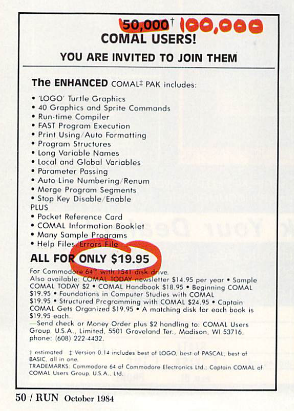 50,000† 100,000
COMAL USERS!
YOU ARE INVITED TO JOIN THEM
The ENHANCED COMAL‡ PAK includes:
• 'LOGO' Turtle Graphics
• 40 Graphics and Sprite Commands
• Run-time Compiler
• FAST Program Execution
• Print Using/Auto Formatting
• Program Structures
• Long Variable Names
• Local and Global Variables
• Parameter Passing
• Auto Line Numbering/Renum
• Merge Program Segments
• Stop Key Disable/Enable
PLUS
• Pocket Reference Card
• COMAL Information Booklet
• Many Sample Programs
• Help Files/Errors File
ALL FOR ONLY $19.95
For Commodore 64™ with 1541 disk drive.
Also available: COMAL TODAY newsletter $14.95 per year • Sample
COMAL TODAY $2 • COMAL Handbook $18.95 • Beginning COMAL
$19.95 • Foundations in Computer Studies with COMAL
$19.95 • Structured Programming with COMAL $24.95 • Captain
COMAL Gets Organized $19.95 • A matching disk for each book is
$19.95 each.
Send check or Money Order plus $2 handling to: COMAL Users
Group U.S.A., Limited, 5501 Groveland Ter., Madison, WI 53716,
phone: (608) 222-4432.
† estimated ‡ Version 0.14 includes best of LOGO, best of PASCAL, best of
BASIC, all in one.
TRADEMARKS: Commodore 64 of Commodore Electronics Ltd.; Captain COMAL of
COMAL Users Group, U.S.A., Ltd.
50 / RUN October 1984